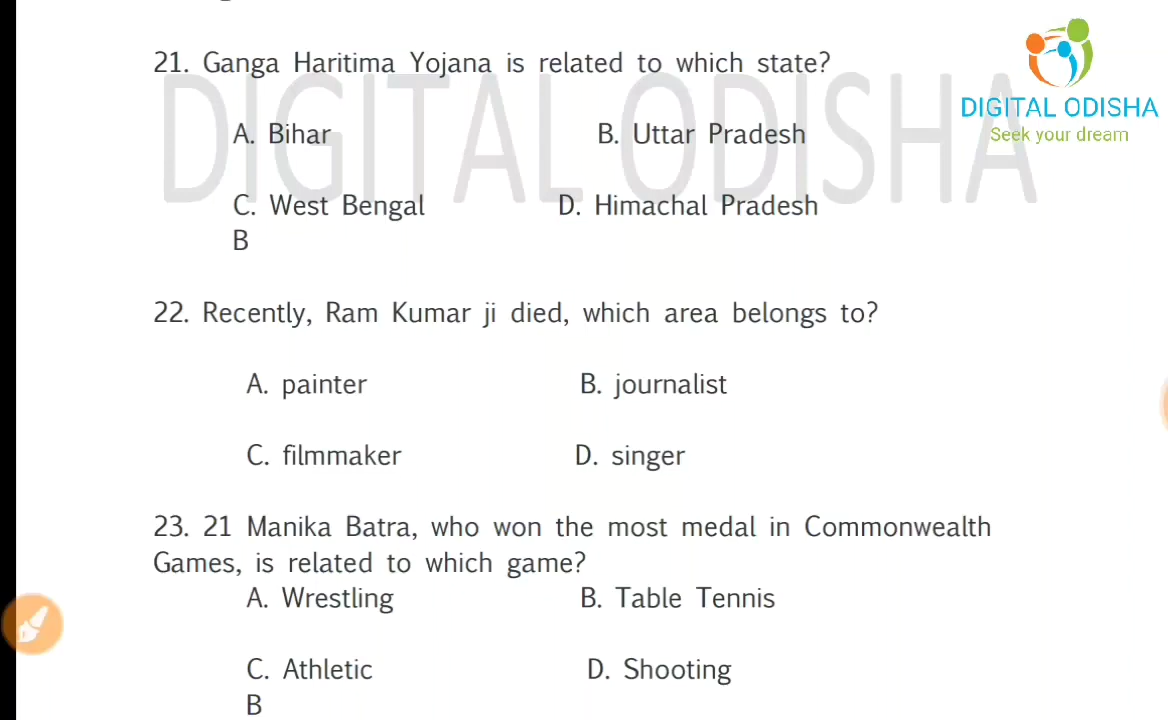 21. Ganga Haritima Yojana is related to which state?
DIGITAL ODISHA
DIGITAL ODISHA
Seek your dream
A. Bihar B. Uttar Pradesh
C. West Bengal D. Himachal Pradesh
B
22. Recently, Ram Kumar ji died, which area belongs to?
A. painter B. journalist
C. filmmaker D. singer
23. 21 Manika Batra, who won the most medal in Commonwealth
Games, is related to which game?
A. Wrestling B. Table Tennis
C. Athletic D. Shooting
B